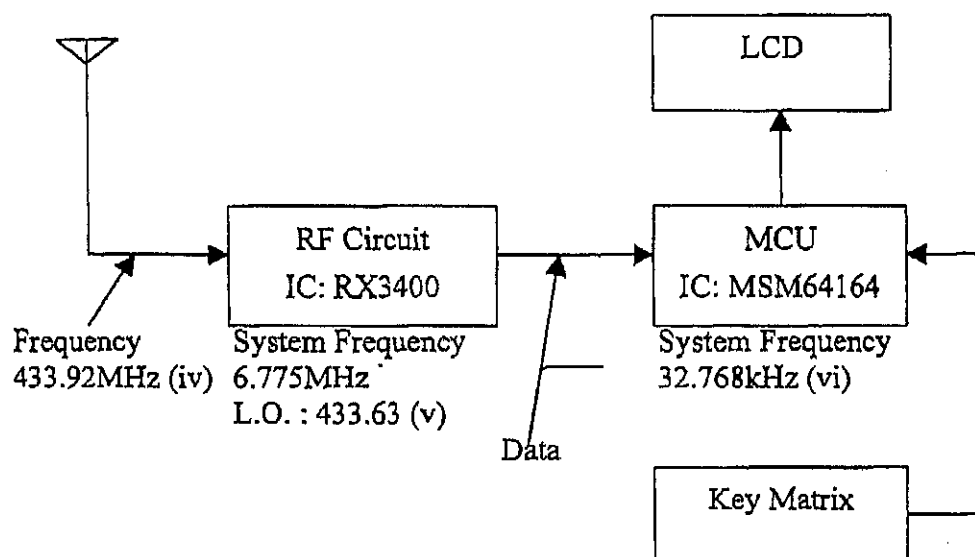 LCD
RF Circuit
IC: RX3400
MCU
IC: MSM64164
Frequency
433.92MHz (iv)
System Frequency
6.775MHz
L.O. : 433.63 (v)
System Frequency
32.768kHz (vi)
Data
Key Matrix